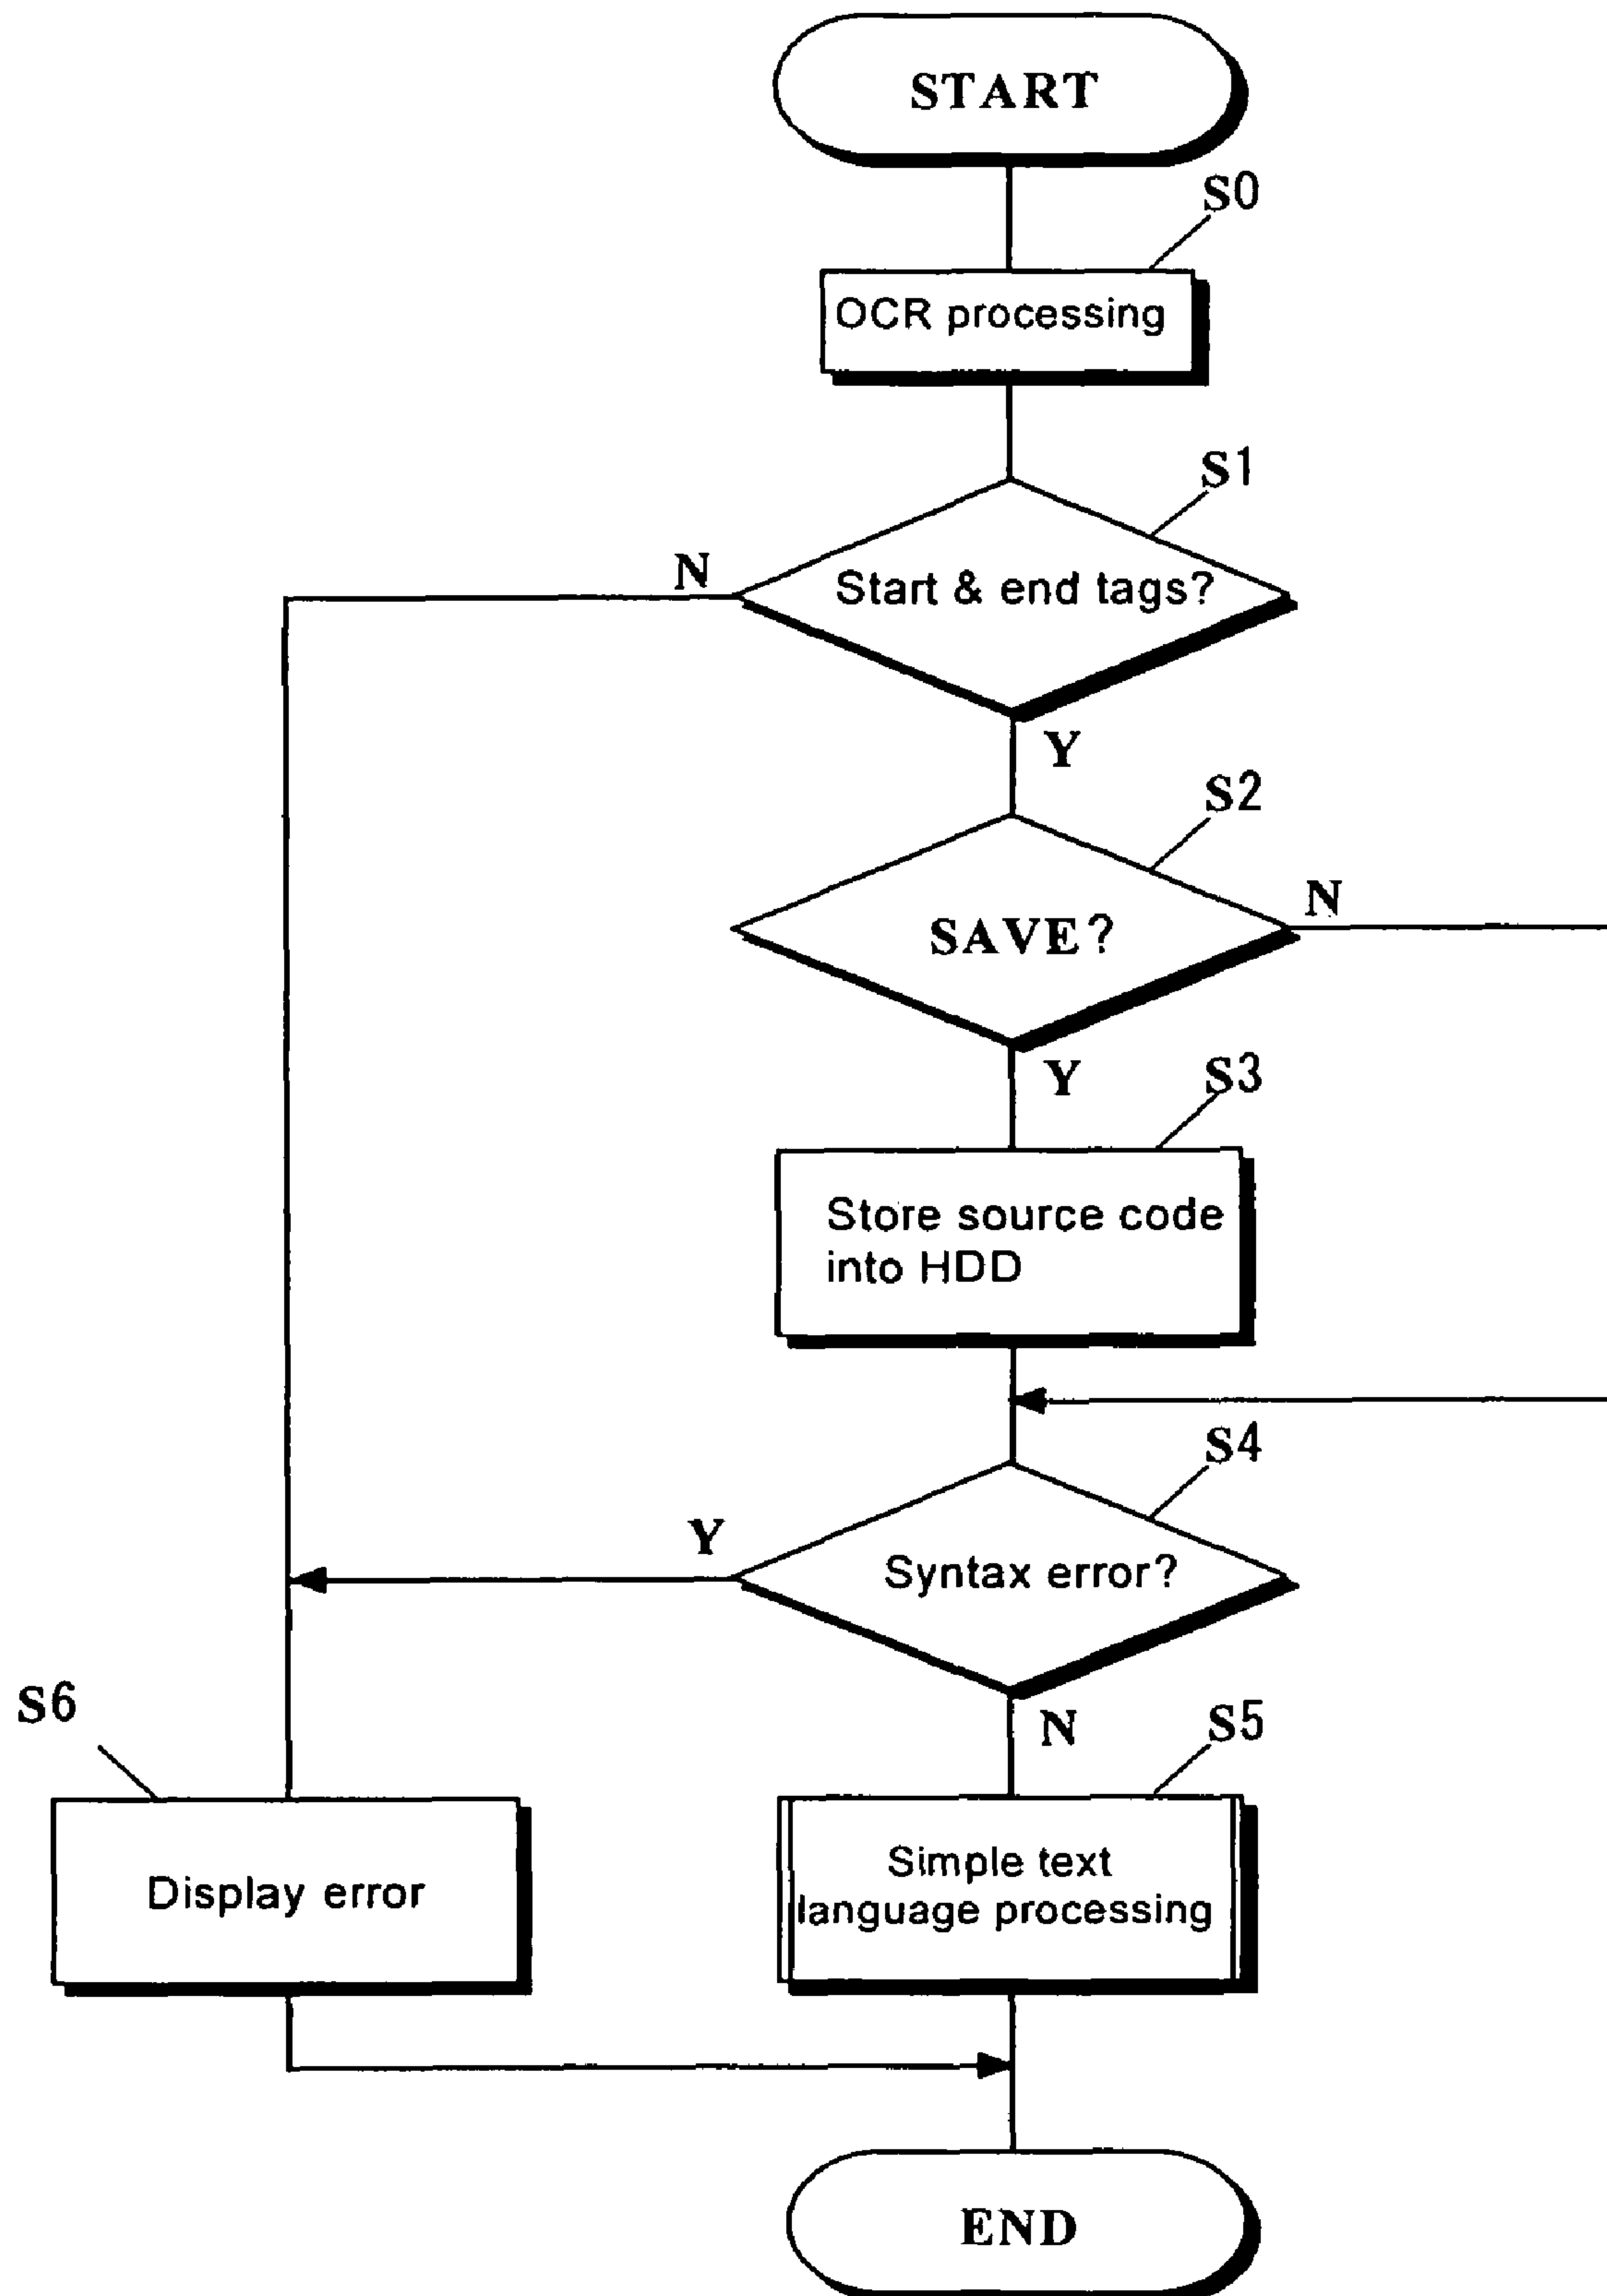 START
S0
OCR processing
S1
N
Start & end tags?
Y
S2
N
SAVE?
Y
S3
Store source code
into HDD
S4
Y
Syntax error?
S6
N
S5
Display error
Simple text
language processing
END